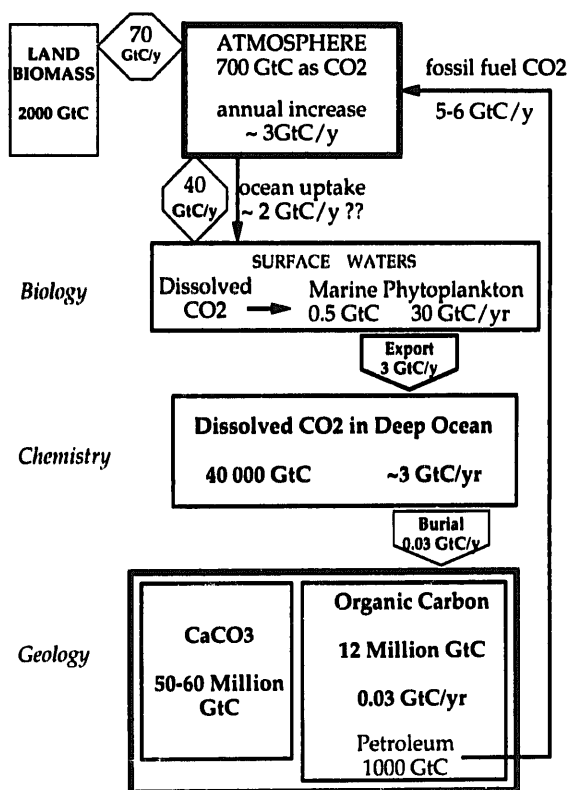 LAND
BIOMASS
2000 GtC
70
GtC/y
ATMOSPHERE
700 GtC as CO2
annual increase
~ 3GtC/y
fossil fuel CO2
5-6 GtC/y
40
GtC/y
ocean uptake
~ 2 GtC/y ??
Biology
SURFACE WATERS
Dissolved
CO2
Marine Phytoplankton
0.5 GtC 30 GtC/yr
Export
3 GtC/y
Chemistry
Dissolved CO2 in Deep Ocean
40 000 GtC ~3 GtC/yr
Burial
0.03 GtC/y
Geology
CaCO3
50-60 Million
GtC
Organic Carbon
12 Million GtC
0.03 GtC/yr
Petroleum
1000 GtC